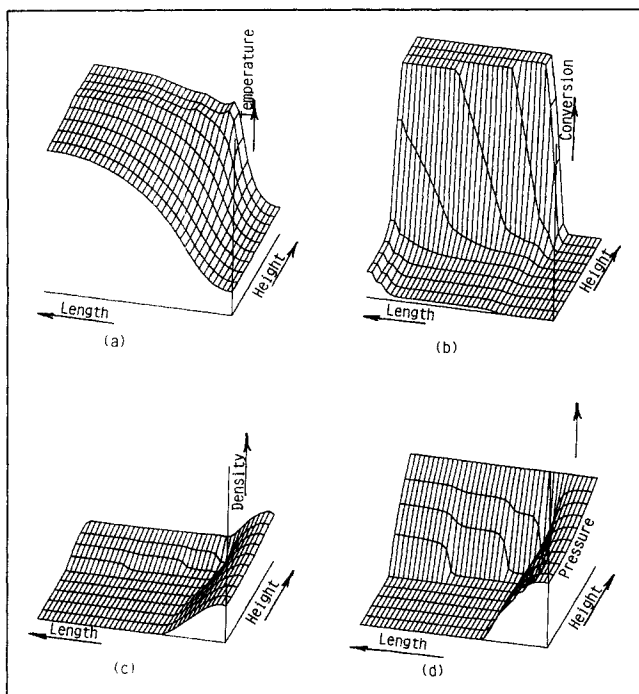 Temperature
Height
Length
(a)
Conversion
Height
Length
(b)
Density
Height
Length
(c)
Pressure
Height
Length
(d)